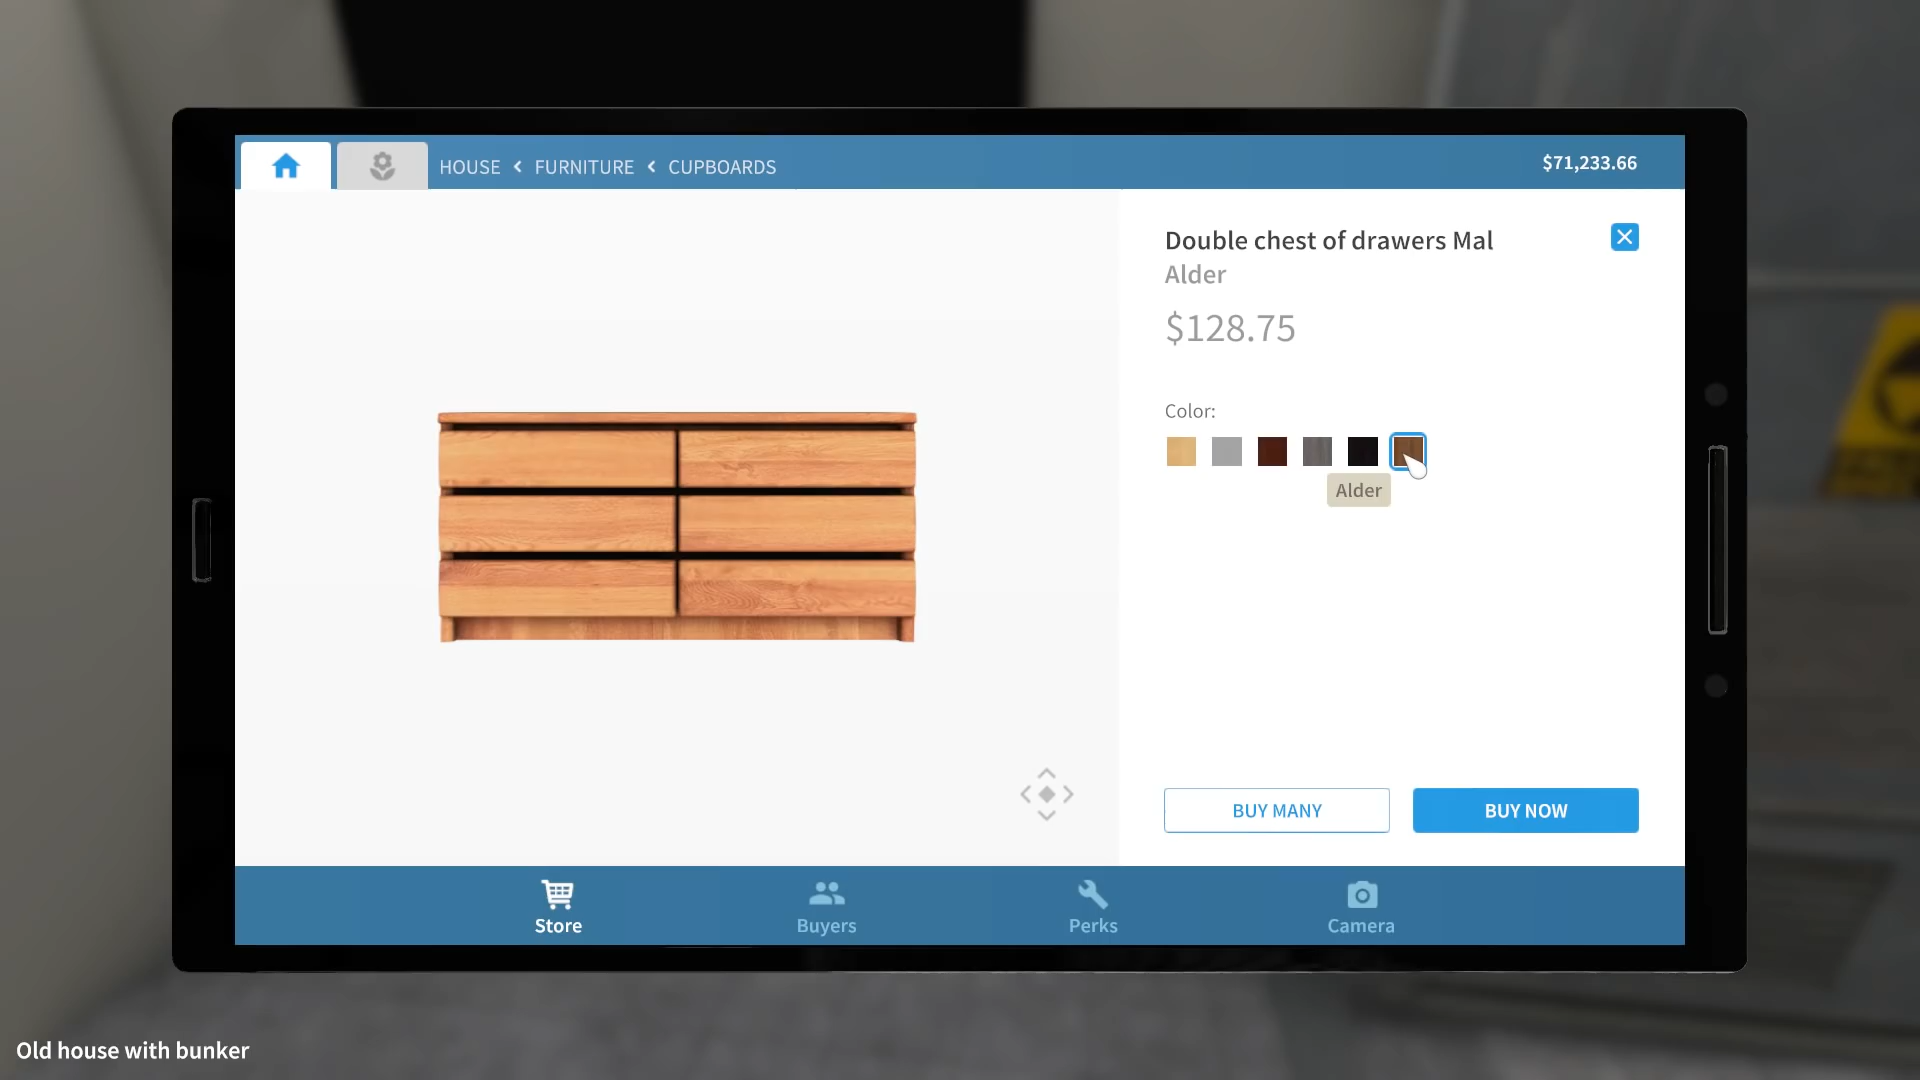 HOUSE < FURNITURE < CUPBOARDS
$71,233.66
Double chest of drawers Mal
Alder
$128.75
Color:
Alder
BUY MANY
BUY NOW
Store
Buyers
Perks
Camera
Old house with bunker